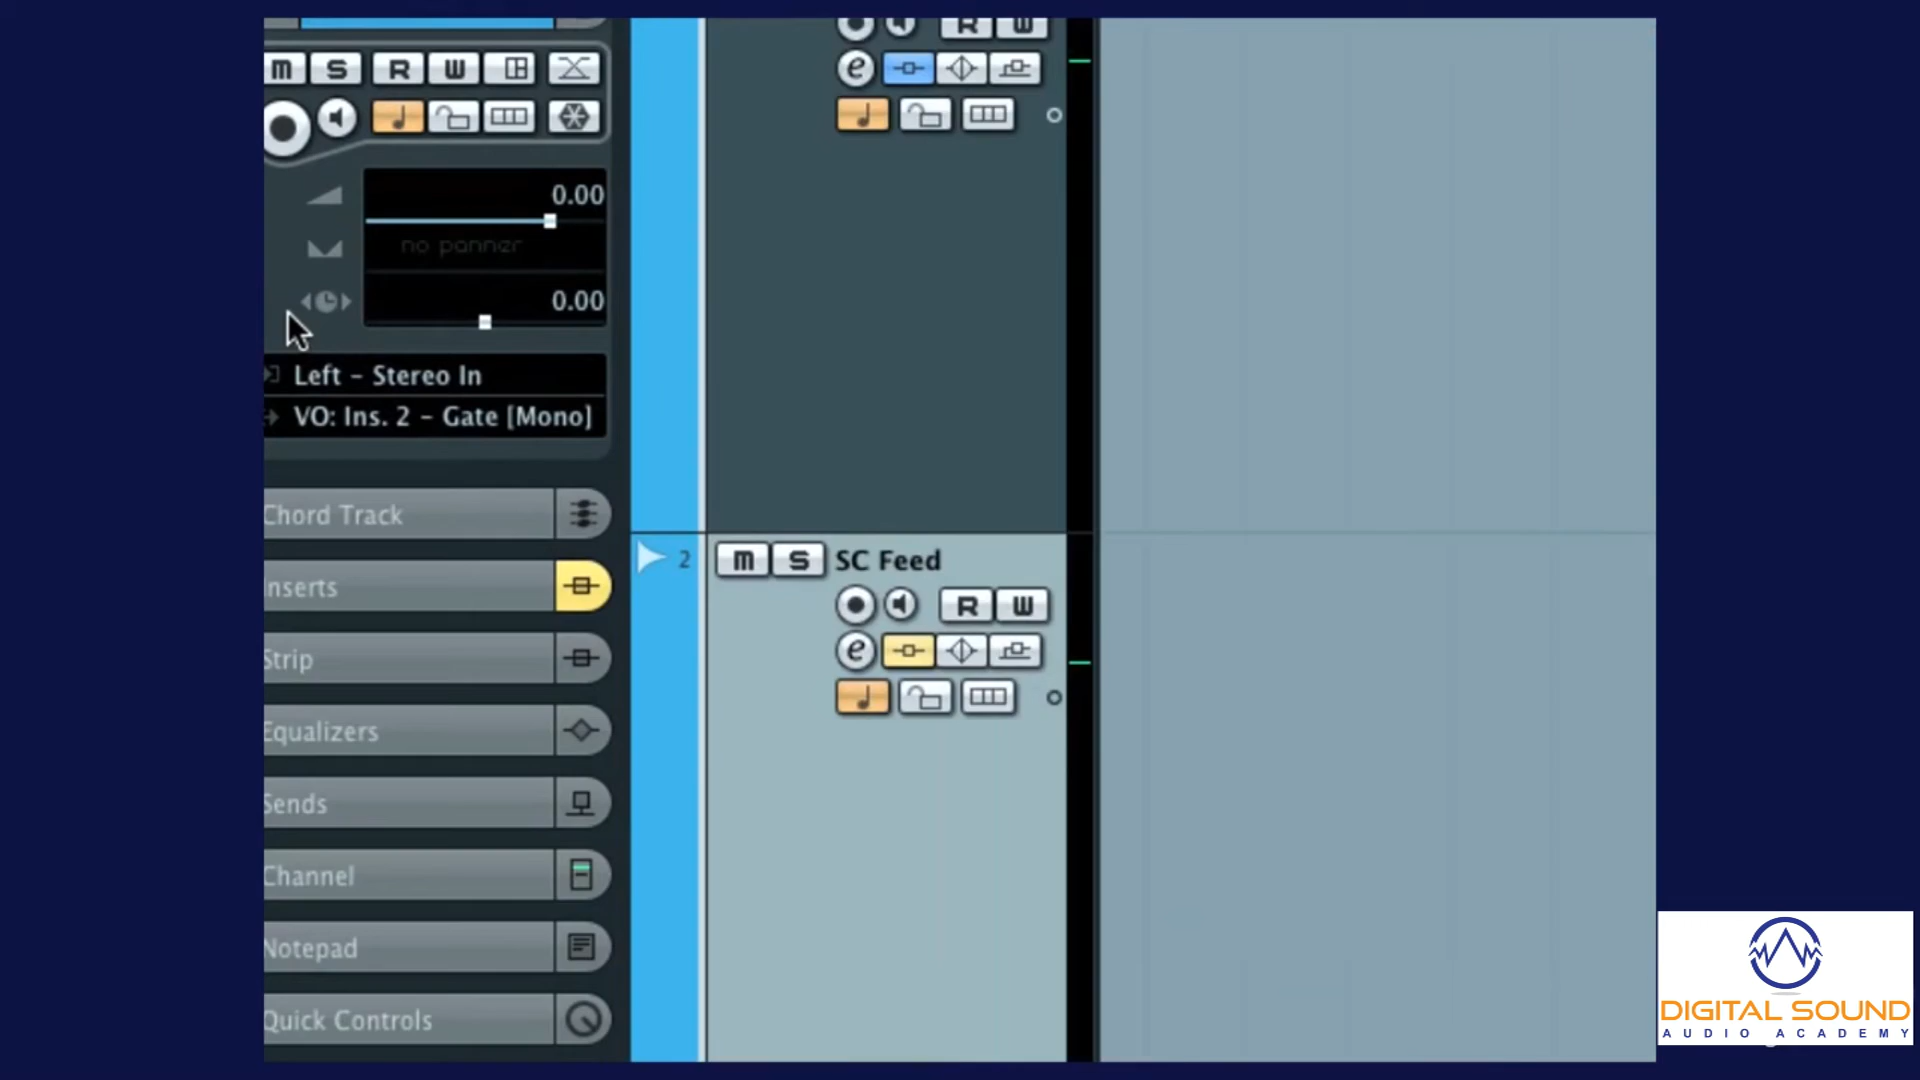 R W
M S R W
e
0.00
no panner
0.00
Left - Stereo In
VO: Ins. 2 - Gate [Mono]
Chord Track
Inserts
2 M S SC Feed
R W
e
Strip
Equalizers
Sends
Channel
Notepad
Quick Controls
DIGITAL SOUND
AUDIO ACADEMY